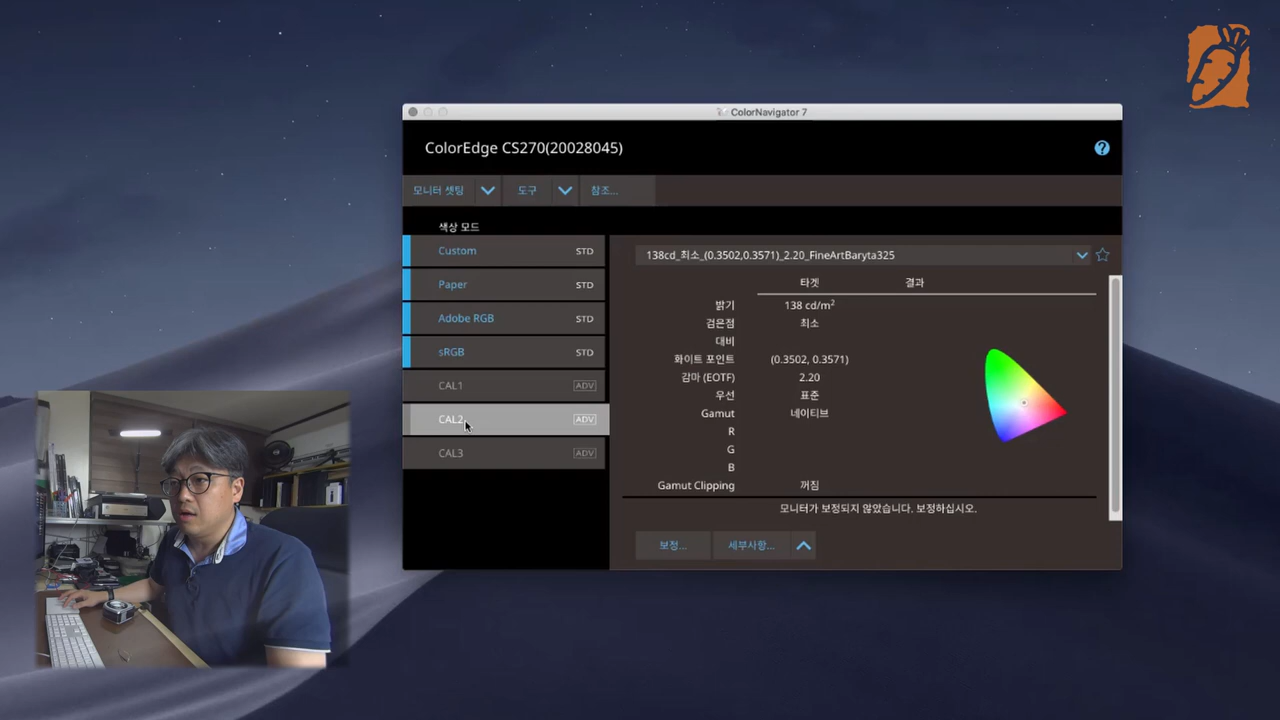 ColorNavigator 7
ColorEdge CS270(20028045)
?
모니터 셋팅 도구 참조...
색상 모드
Custom STD
Paper STD
Adobe RGB STD
sRGB STD
CAL1 ADV
CAL2 ADV
CAL3 ADV
138cd_최소_(0.3502,0.3571)_2.20_FineArtBaryta325
타겟 결과
밝기 138 cd/m²
검은점 최소
대비
화이트 포인트 (0.3502, 0.3571)
감마 (EOTF) 2.20
우선 표준
Gamut 네이티브
R
G
B
Gamut Clipping 꺼짐
모니터가 보정되지 않았습니다. 보정하십시오.
보정... 세부사항...